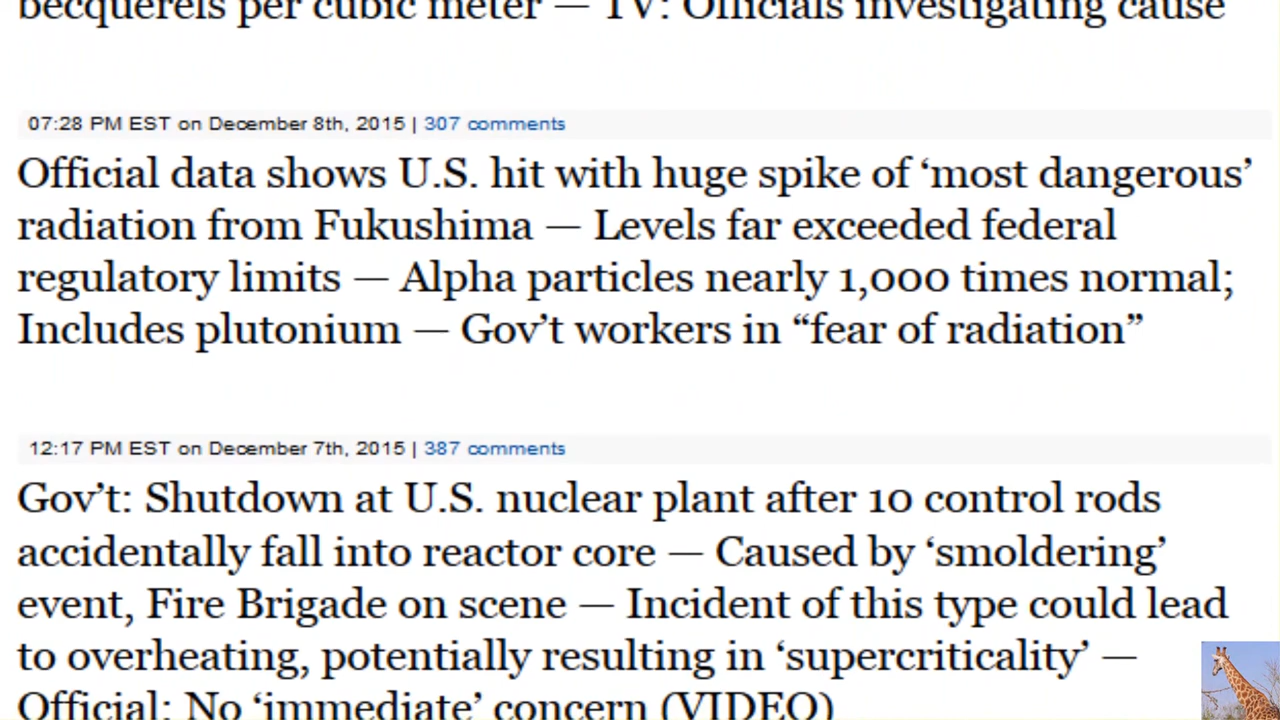 becquerels per cubic meter — TV: Officials investigating cause
07:28 PM EST on December 8th, 2015 | 307 comments
Official data shows U.S. hit with huge spike of ‘most dangerous’
radiation from Fukushima — Levels far exceeded federal
regulatory limits — Alpha particles nearly 1,000 times normal;
Includes plutonium — Gov’t workers in “fear of radiation”
12:17 PM EST on December 7th, 2015 | 387 comments
Gov’t: Shutdown at U.S. nuclear plant after 10 control rods
accidentally fall into reactor core — Caused by ‘smoldering’
event, Fire Brigade on scene — Incident of this type could lead
to overheating, potentially resulting in ‘supercriticality’ —
Official: No ‘immediate’ concern (VIDEO)